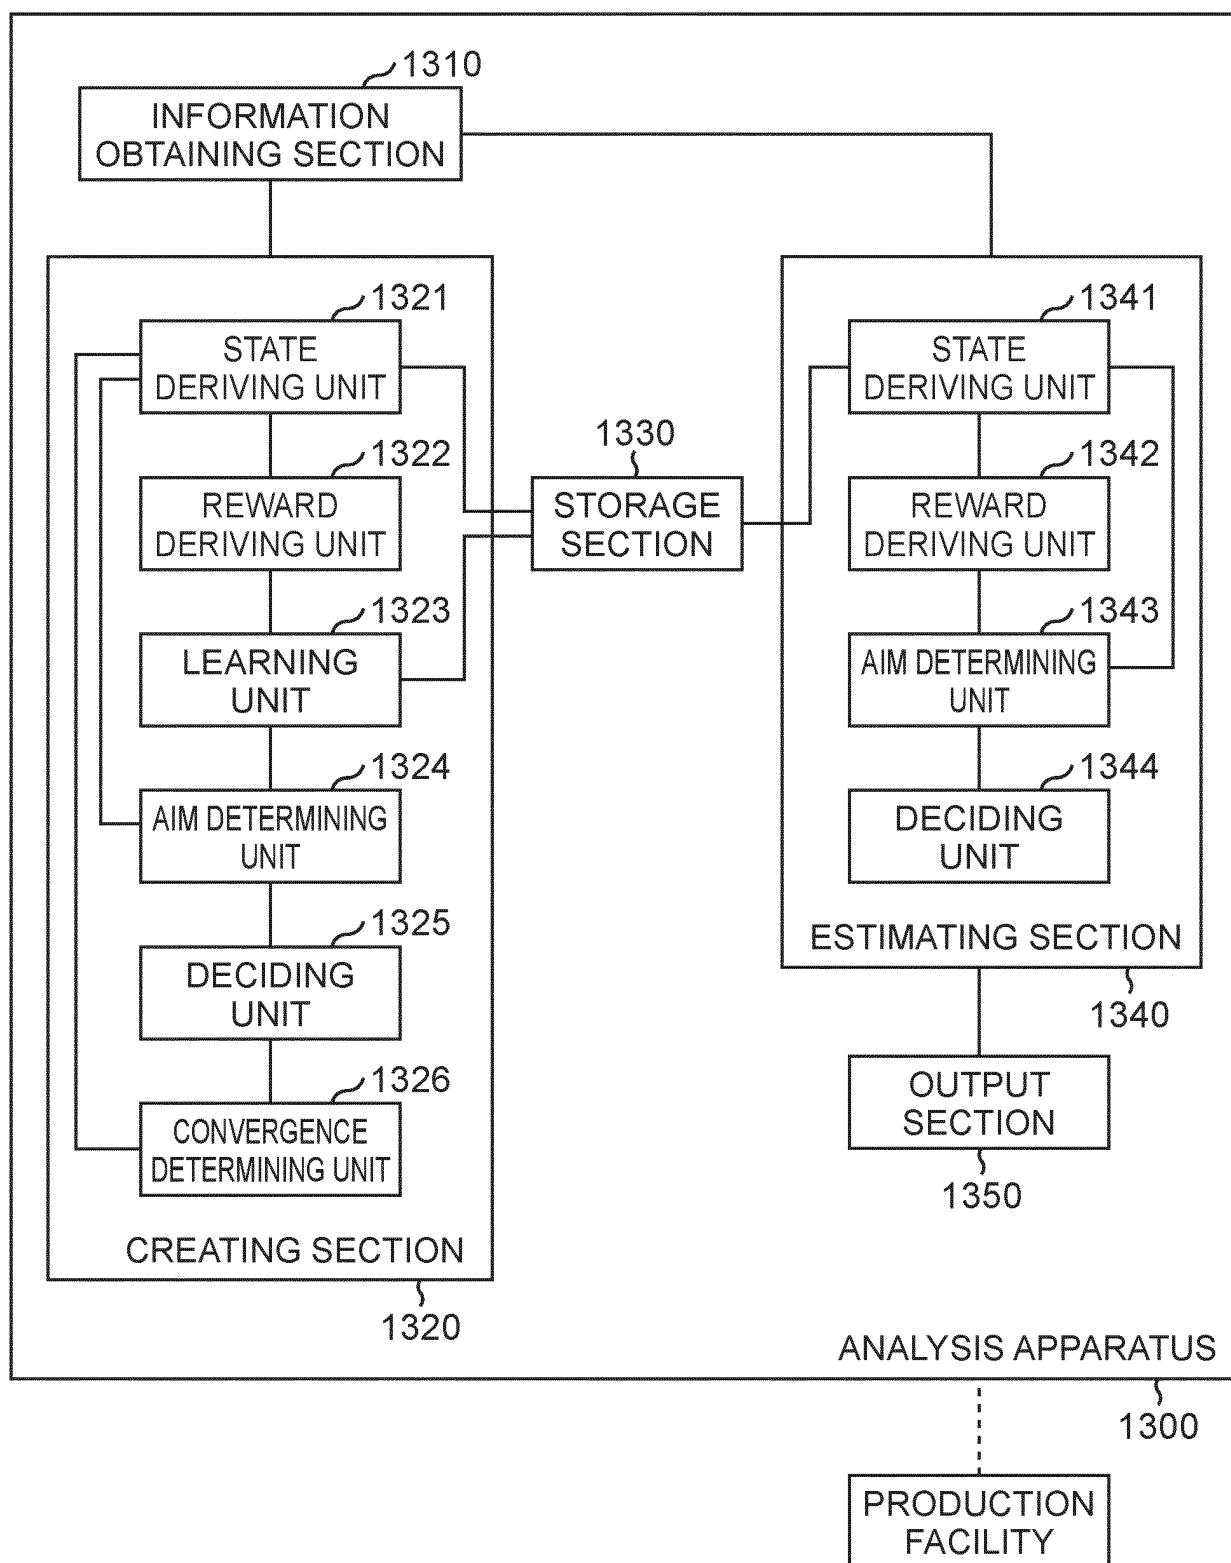 1310
INFORMATION
OBTAINING SECTION
1321
STATE
DERIVING UNIT
1322
REWARD
DERIVING UNIT
1323
LEARNING
UNIT
1324
AIM DETERMINING
UNIT
1325
DECIDING
UNIT
1326
CONVERGENCE
DETERMINING UNIT
CREATING SECTION
1320
1330
STORAGE
SECTION
1341
STATE
DERIVING UNIT
1342
REWARD
DERIVING UNIT
1343
AIM DETERMINING
UNIT
1344
DECIDING
UNIT
ESTIMATING SECTION
1340
OUTPUT
SECTION
1350
ANALYSIS APPARATUS
1300
PRODUCTION
FACILITY